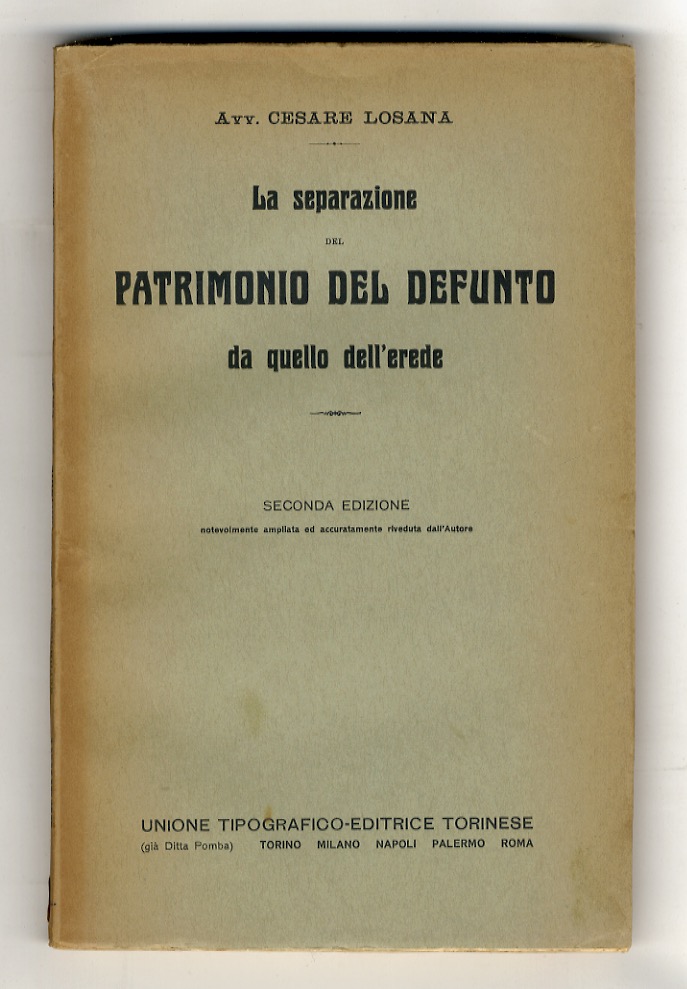 Avv. CESARE LOSANA
La separazione
DEL
PATRIMONIO DEL DEFUNTO
da quello dell'erede
SECONDA EDIZIONE
notevolmente ampliata ed accuratamente riveduta dall'Autore
UNIONE TIPOGRAFICO-EDITRICE TORINESE
(già Ditta Pomba) TORINO MILANO NAPOLI PALERMO ROMA